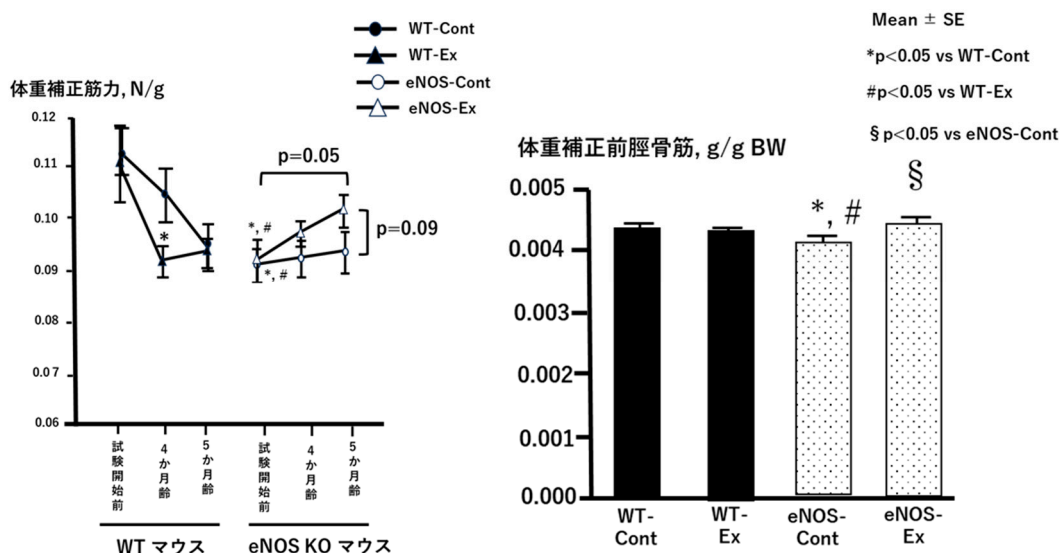 WT-Cont
WT-Ex
eNOS-Cont
eNOS-Ex
体重補正筋力, N/g
0.12
0.11
0.10
0.09
0.08
0.07
0.06
*
p=0.05
*, #
*, #
p=0.09
試験開始前
4か月齢
5か月齢
試験開始前
4か月齢
5か月齢
WT マウス
eNOS KO マウス
Mean ± SE
*p<0.05 vs WT-Cont
#p<0.05 vs WT-Ex
§p<0.05 vs eNOS-Cont
体重補正前脛骨筋, g/g BW
0.005
0.004
0.003
0.002
0.001
0.000
*, #
§
WT-
Cont
WT-
Ex
eNOS-
Cont
eNOS-
Ex